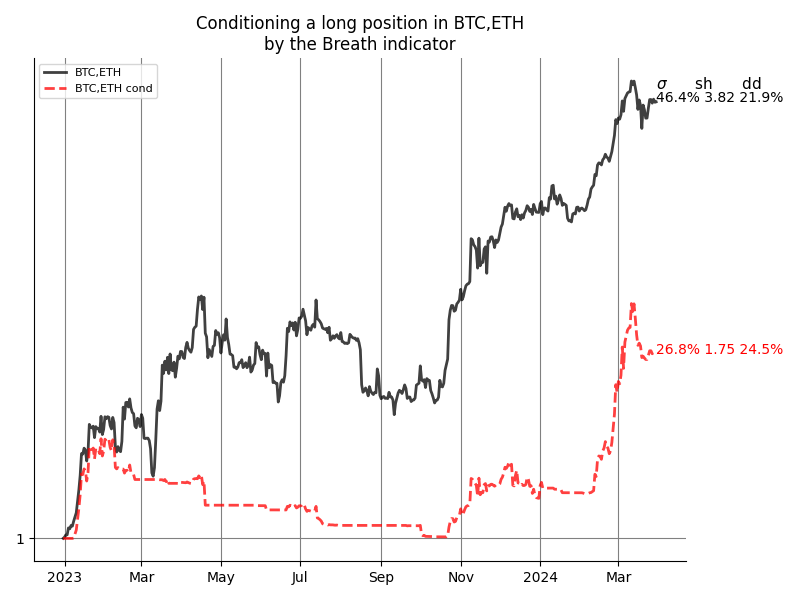 Conditioning a long position in BTC,ETH
by the Breath indicator
BTC,ETH
BTC,ETH cond
σ sh dd
46.4% 3.82 21.9%
26.8% 1.75 24.5%
1
2023 Mar May Jul Sep Nov 2024 Mar